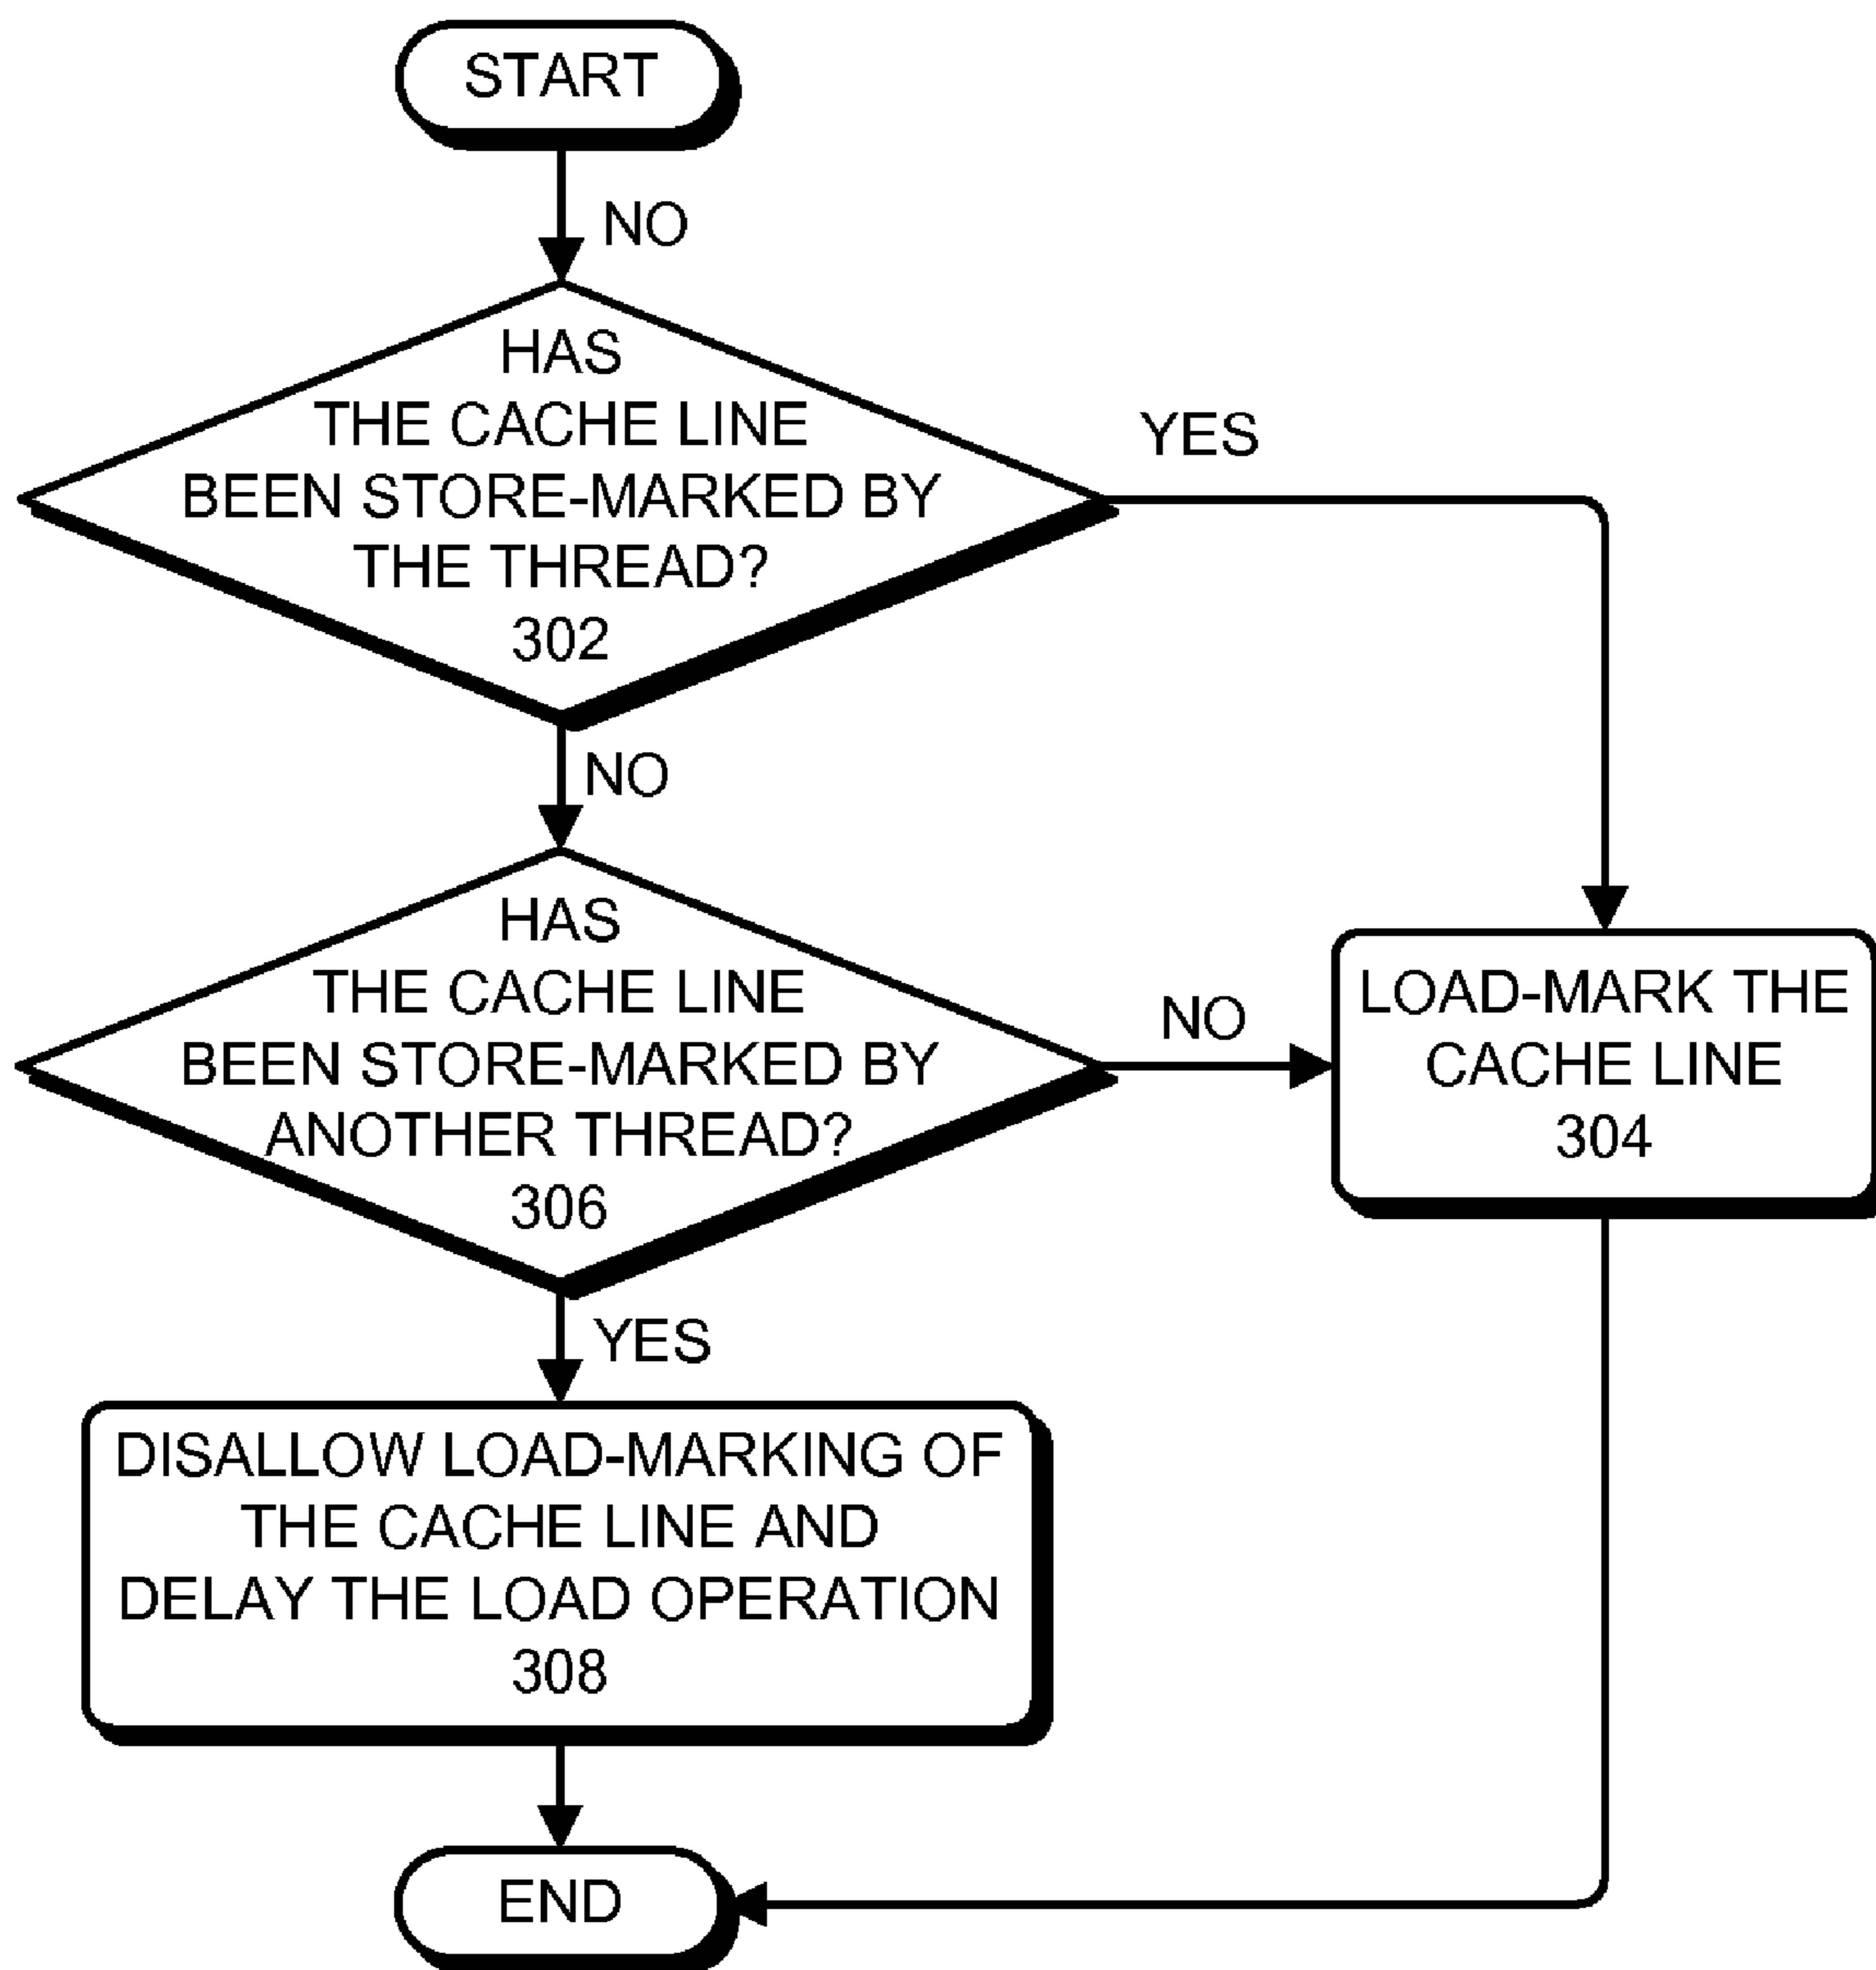 START
NO
HAS
THE CACHE LINE
BEEN STORE-MARKED BY
THE THREAD?
302
YES
NO
HAS
THE CACHE LINE
BEEN STORE-MARKED BY
ANOTHER THREAD?
306
NO
LOAD-MARK THE
CACHE LINE
304
YES
DISALLOW LOAD-MARKING OF
THE CACHE LINE AND
DELAY THE LOAD OPERATION
308
END